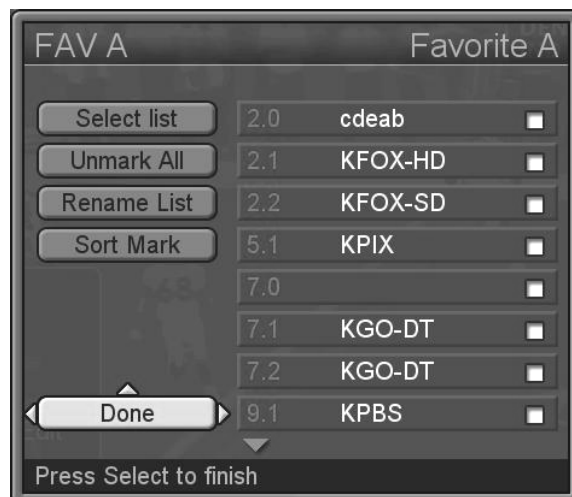 FAV A Favorite A
Select list
Unmark All
Rename List
Sort Mark
2.0 cdeab
2.1 KFOX-HD
2.2 KFOX-SD
5.1 KPIX
7.0
7.1 KGO-DT
7.2 KGO-DT
9.1 KPBS
Done
Edit
Press Select to finish